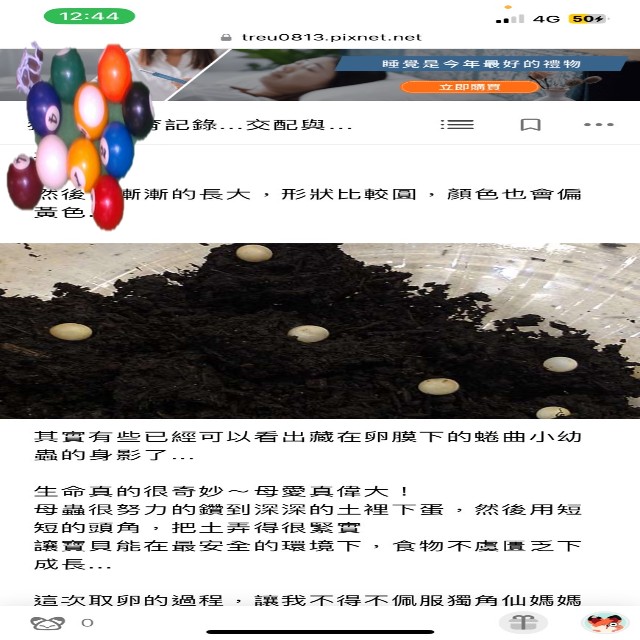 12:44
4G 50
treu0813.pixnet.net
睡覺是今年最好的禮物
立即購買
育記錄...交配與...
然後 漸漸的長大，形狀比較圓，顏色也會偏
黃色
其實有些已經可以看出藏在卵膜下的蜷曲小幼
蟲的身影了...
生命真的很奇妙～母愛真偉大！
母蟲很努力的鑽到深深的土裡下蛋，然後用短
短的頭角，把土弄得很緊實
讓寶貝能在最安全的環境下，食物不虞匱乏下
成長...
這次取卵的過程，讓我不得不佩服獨角仙媽媽
0